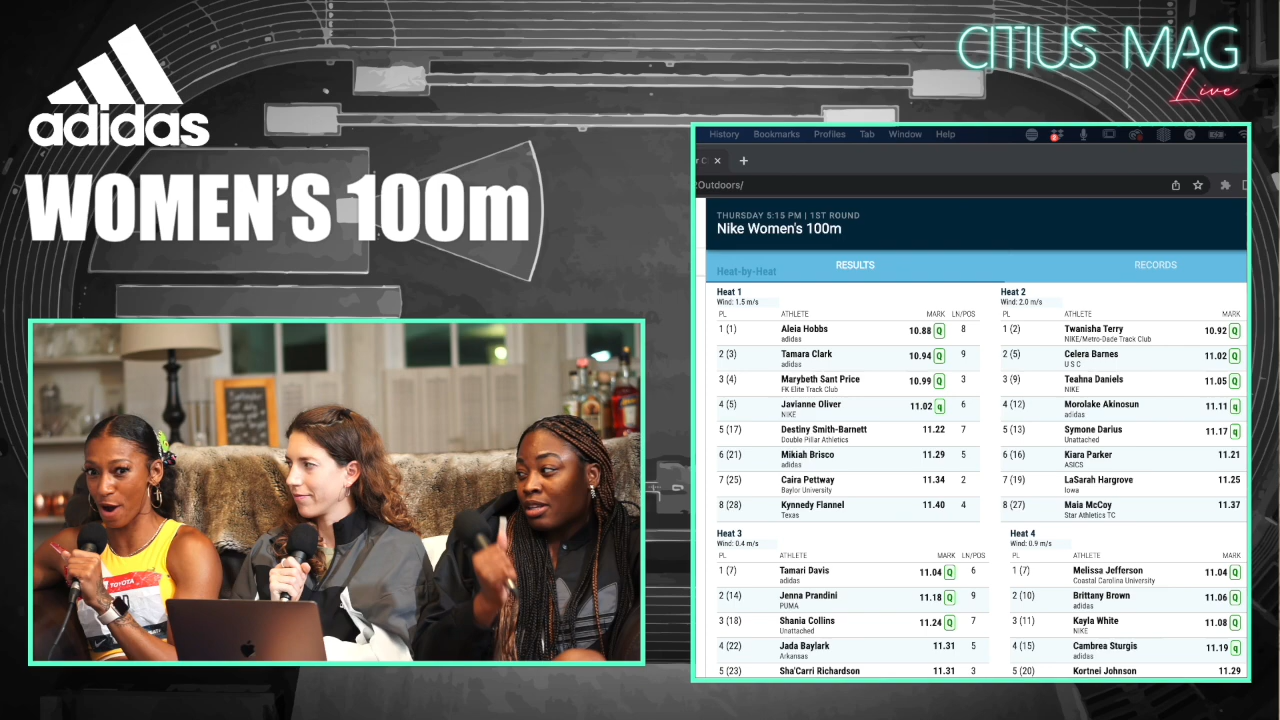 adidas
WOMEN'S 100m
CITIUS MAG
Live
History Bookmarks Profiles Tab Window Help
Outdoors/
THURSDAY 5:15 PM | 1ST ROUND
Nike Women's 100m
RESULTS RECORDS
Heat-by-Heat
Heat 1
Wind: 1.5 m/s
PL ATHLETE MARK LN/POS
1 (1) Aleia Hobbs 10.88 Q 8
adidas
2 (3) Tamara Clark 10.94 Q 9
adidas
3 (4) Marybeth Sant Price 10.99 Q 3
FK Elite Track Club
4 (5) Javianne Oliver 11.02 q 6
NIKE
5 (17) Destiny Smith-Barnett 11.22 7
Double Pillar Athletics
6 (21) Mikiah Brisco 11.29 5
adidas
7 (25) Caira Pettway 11.34 2
Baylor University
8 (28) Kynnedy Flannel 11.40 4
Texas
Heat 2
Wind: 2.0 m/s
PL ATHLETE MARK
1 (2) Twanisha Terry 10.92 Q
NIKE/Metro-Dade Track Club
2 (5) Celera Barnes 11.02 Q
U S C
3 (9) Teahna Daniels 11.05 Q
NIKE
4 (12) Morolake Akinosun 11.11 q
adidas
5 (13) Symone Darius 11.17 q
Unattached
6 (16) Kiara Parker 11.21
ASICS
7 (19) LaSarah Hargrove 11.25
Iowa
8 (27) Maia McCoy 11.37
Star Athletics TC
Heat 3
Wind: 0.4 m/s
PL ATHLETE MARK LN/POS
1 (7) Tamari Davis 11.04 Q 6
adidas
2 (14) Jenna Prandini 11.18 Q 9
PUMA
3 (18) Shania Collins 11.24 Q 7
Unattached
4 (22) Jada Baylark 11.31 5
Arkansas
5 (23) Sha'Carri Richardson 11.31 3
Heat 4
Wind: 0.9 m/s
PL ATHLETE MARK
1 (7) Melissa Jefferson 11.04 Q
Coastal Carolina University
2 (10) Brittany Brown 11.06 Q
adidas
3 (11) Kayla White 11.08 Q
NIKE
4 (15) Cambrea Sturgis 11.19 q
adidas
5 (20) Kortnei Johnson 11.29
TOYOTA